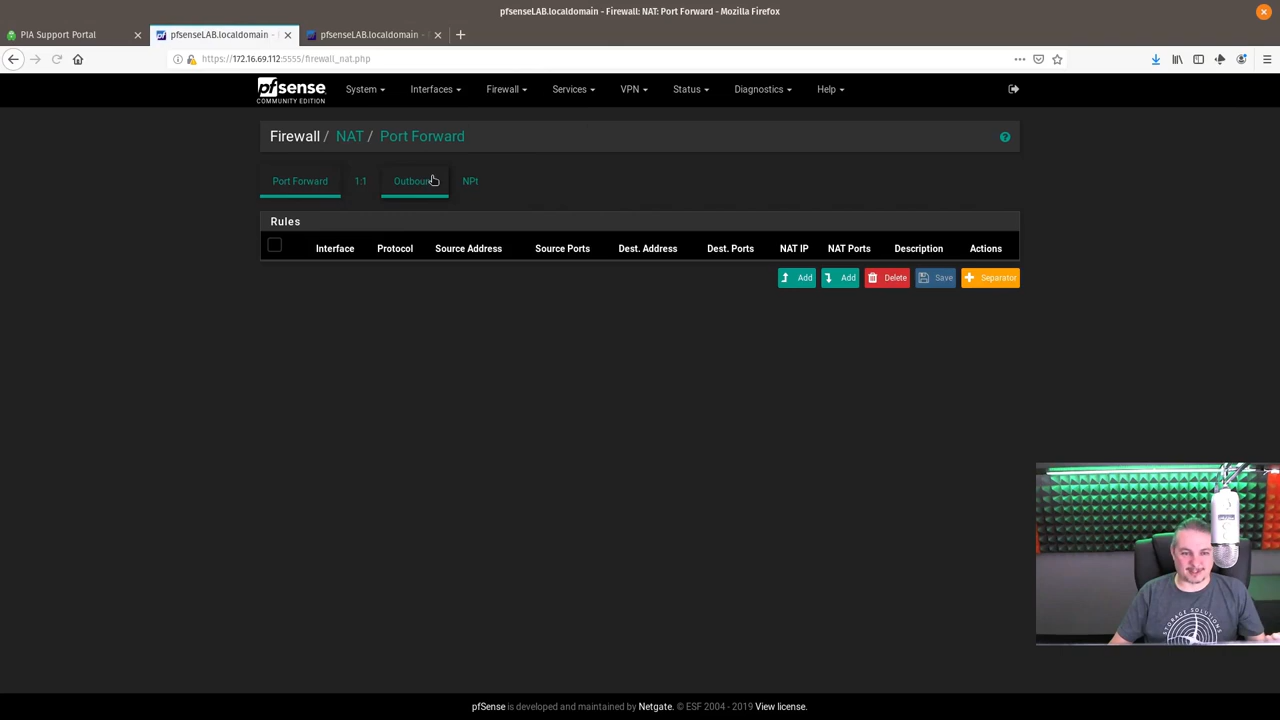 pfsenseLAB.localdomain - Firewall: NAT: Port Forward - Mozilla Firefox
PIA Support Portal
pfsenseLAB.localdomain -
pfsenseLAB.localdomain -
https://172.16.69.112:5555/firewall_nat.php
pfsense
COMMUNITY EDITION
System
Interfaces
Firewall
Services
VPN
Status
Diagnostics
Help
Firewall / NAT / Port Forward
Port Forward
1:1
Outbound
NPt
Rules
Interface
Protocol
Source Address
Source Ports
Dest. Address
Dest. Ports
NAT IP
NAT Ports
Description
Actions
Add
Add
Delete
Save
Separator
STORAGE SOLUTIONS
pfSense is developed and maintained by Netgate. © ESF 2004 - 2019 View license.